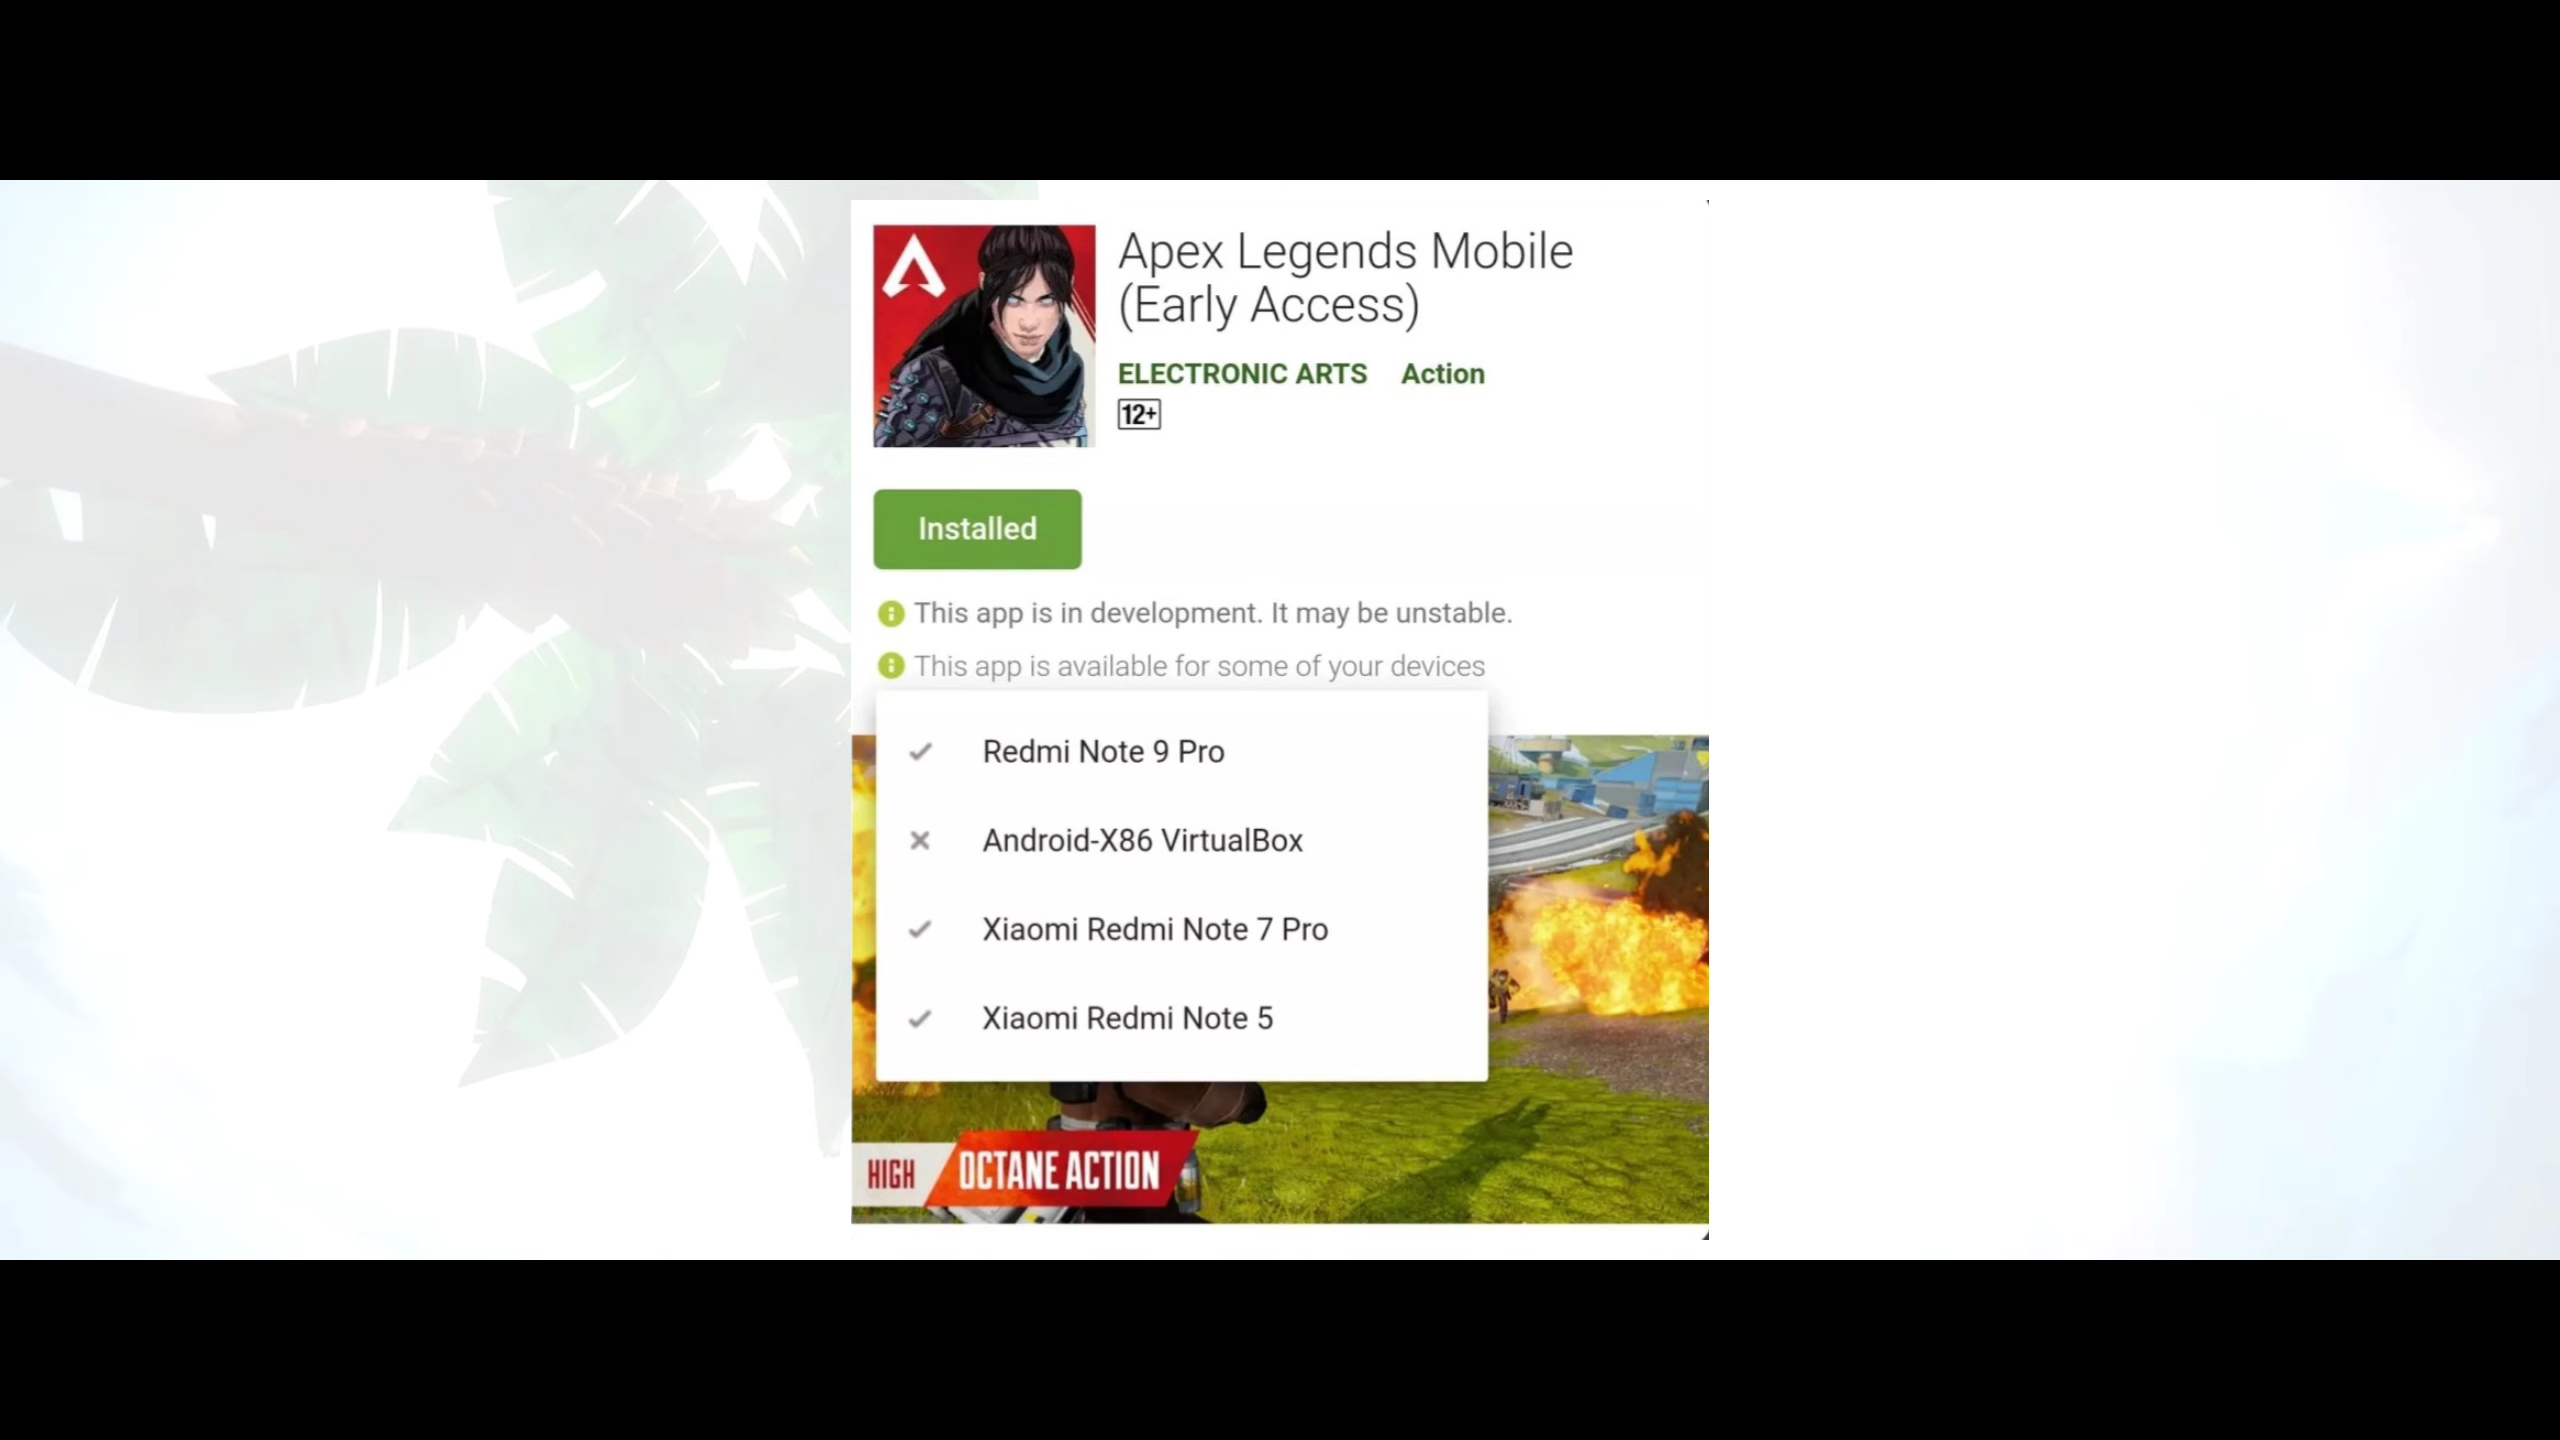 Apex Legends Mobile
(Early Access)
ELECTRONIC ARTS Action
12+
Installed
This app is in development. It may be unstable.
This app is available for some of your devices
Redmi Note 9 Pro
Android-X86 VirtualBox
Xiaomi Redmi Note 7 Pro
Xiaomi Redmi Note 5
HIGH OCTANE ACTION